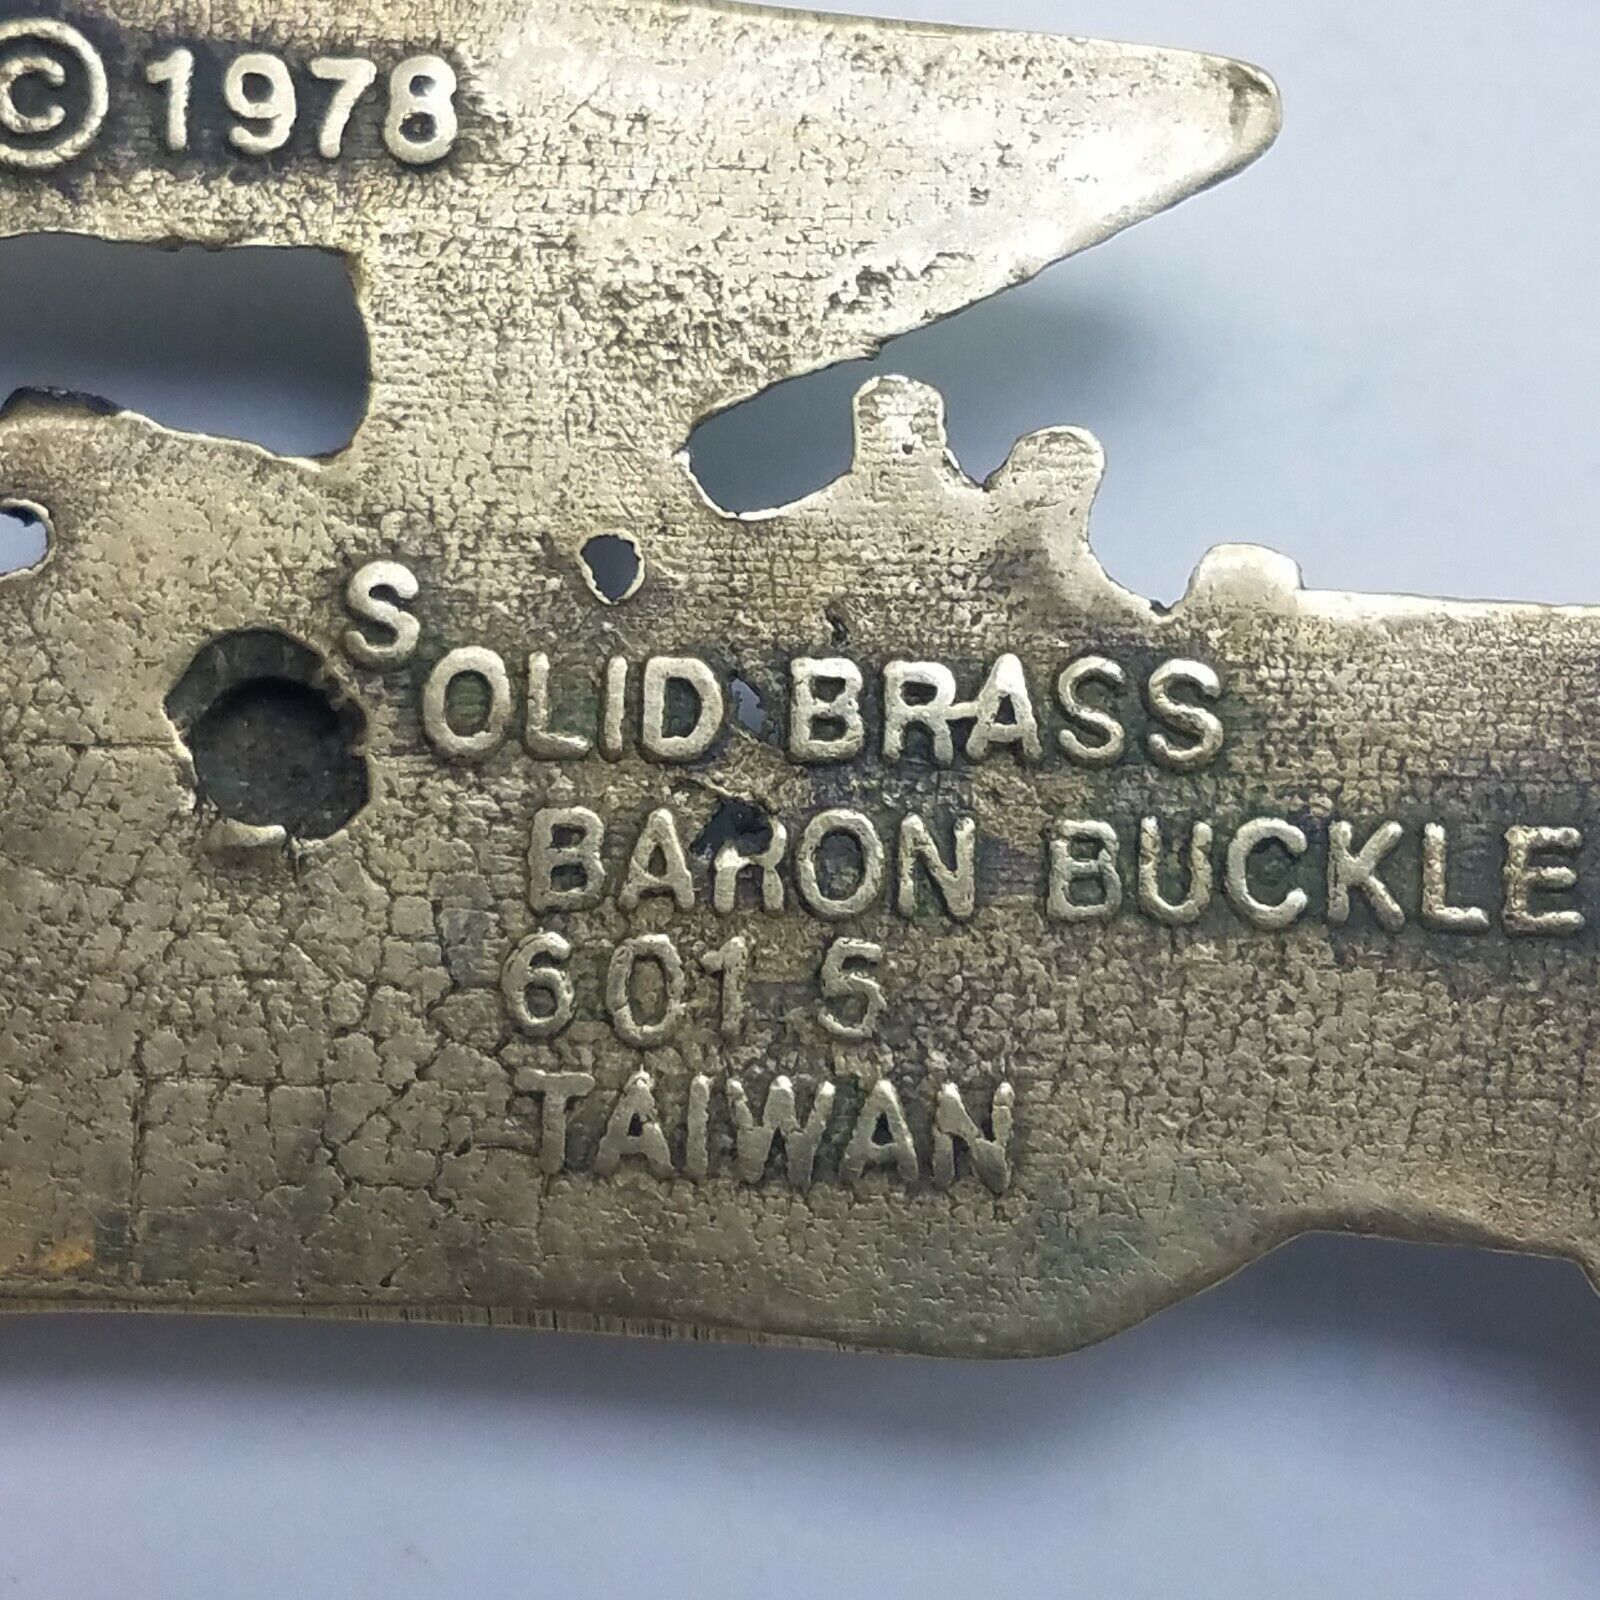 © 1978
SOLID BRASS
BARON BUCKLE
601 5
TAIWAN